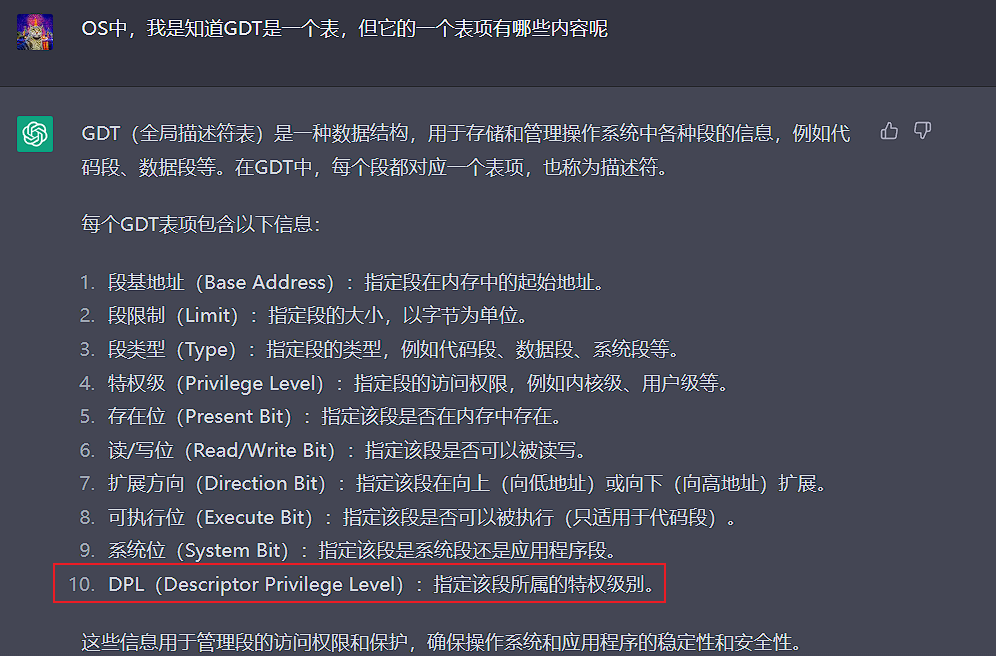 OS中，我是知道GDT是一个表，但它的一个表项有哪些内容呢
GDT（全局描述符表）是一种数据结构，用于存储和管理操作系统中各种段的信息，例如代
码段、数据段等。在GDT中，每个段都对应一个表项，也称为描述符。
每个GDT表项包含以下信息：
1. 段基地址（Base Address）：指定段在内存中的起始地址。
2. 段限制（Limit）：指定段的大小，以字节为单位。
3. 段类型（Type）：指定段的类型，例如代码段、数据段、系统段等。
4. 特权级（Privilege Level）：指定段的访问权限，例如内核级、用户级等。
5. 存在位（Present Bit）：指定该段是否在内存中存在。
6. 读/写位（Read/Write Bit）：指定该段是否可以被读写。
7. 扩展方向（Direction Bit）：指定该段在向上（向低地址）或向下（向高地址）扩展。
8. 可执行位（Execute Bit）：指定该段是否可以被执行（只适用于代码段）。
9. 系统位（System Bit）：指定该段是系统段还是应用程序段。
10. DPL（Descriptor Privilege Level）：指定该段所属的特权级别。
这些信息用于管理段的访问权限和保护，确保操作系统和应用程序的稳定性和安全性。